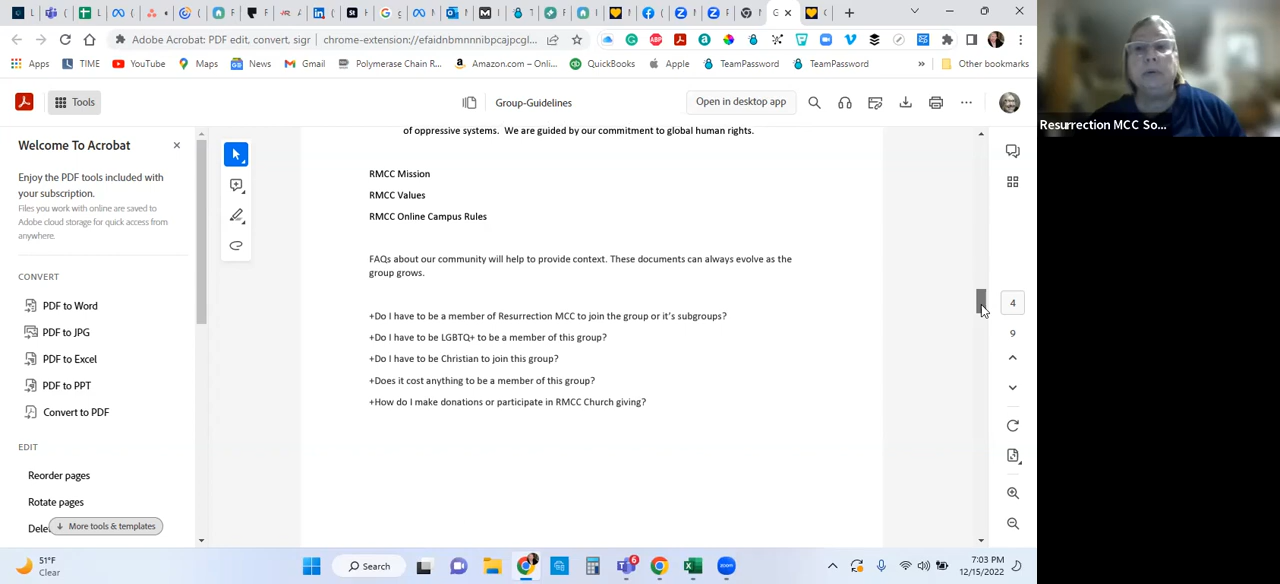 Adobe Acrobat: PDF edit, convert, sigr
chrome-extension://efaidnbmnnnibpcajpcgl...
Apps
TIME
YouTube
Maps
News
Gmail
Polymerase Chain R...
Amazon.com – Onli...
QuickBooks
Apple
TeamPassword
TeamPassword
»
Other bookmarks
Tools
Group-Guidelines
Open in desktop app
Welcome To Acrobat
Enjoy the PDF tools included with
your subscription.
Files you work with online are saved to
Adobe cloud storage for quick access from
anywhere.
CONVERT
PDF to Word
PDF to JPG
PDF to Excel
PDF to PPT
Convert to PDF
EDIT
Reorder pages
Rotate pages
Dele
More tools & templates
of oppressive systems. We are guided by our commitment to global human rights.
RMCC Mission
RMCC Values
RMCC Online Campus Rules
FAQs about our community will help to provide context. These documents can always evolve as the
group grows.
+Do I have to be a member of Resurrection MCC to join the group or it's subgroups?
+Do I have to be LGBTQ+ to be a member of this group?
+Do I have to be Christian to join this group?
+Does it cost anything to be a member of this group?
+How do I make donations or participate in RMCC Church giving?
4
9
Resurrection MCC So...
51°F
Clear
Search
6
zoom
7:03 PM
12/15/2022